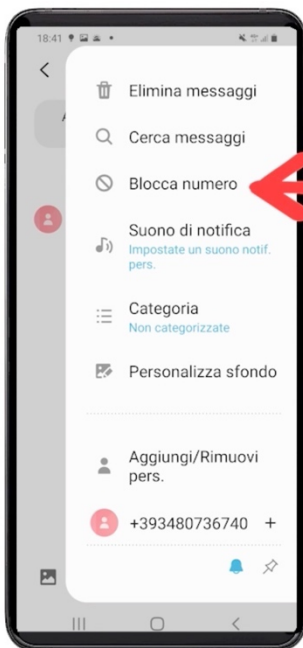 18:41
Elimina messaggi
Cerca messaggi
Blocca numero
Suono di notifica
Impostate un suono notif.
pers.
Categoria
Non categorizzate
Personalizza sfondo
Aggiungi/Rimuovi
pers.
+393480736740 +